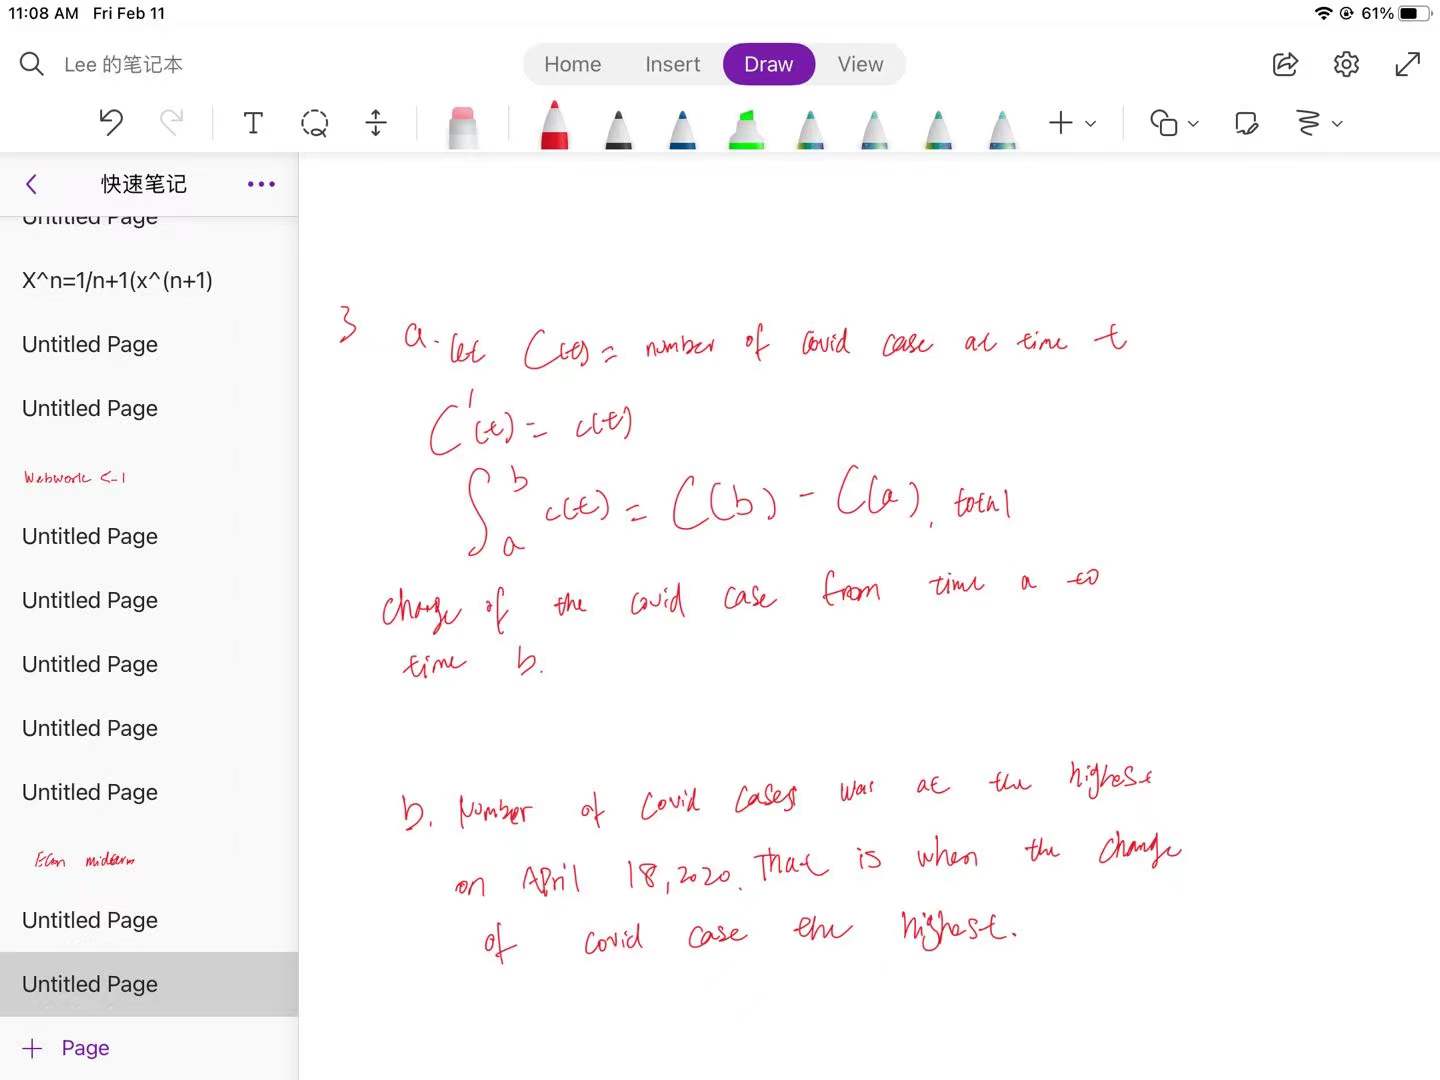 11:08 AM Fri Feb 11
61%
Lee 的笔记本
Home Insert Draw View
快速笔记
Untitled Page
X^n=1/n+1(x^(n+1)
Untitled Page
Untitled Page
Webwork <-1
Untitled Page
Untitled Page
Untitled Page
Untitled Page
Untitled Page
Econ midterm
Untitled Page
Untitled Page
+ Page
3 a. let C(t) = number of covid case at time t
C'(t) = c(t)
∫_a^b c(t) = C(b) - C(a), total
change of the covid case from time a to
time b.
b. Number of covid cases was at the highest
on April 18, 2020. That is when the change
of covid case the highest.